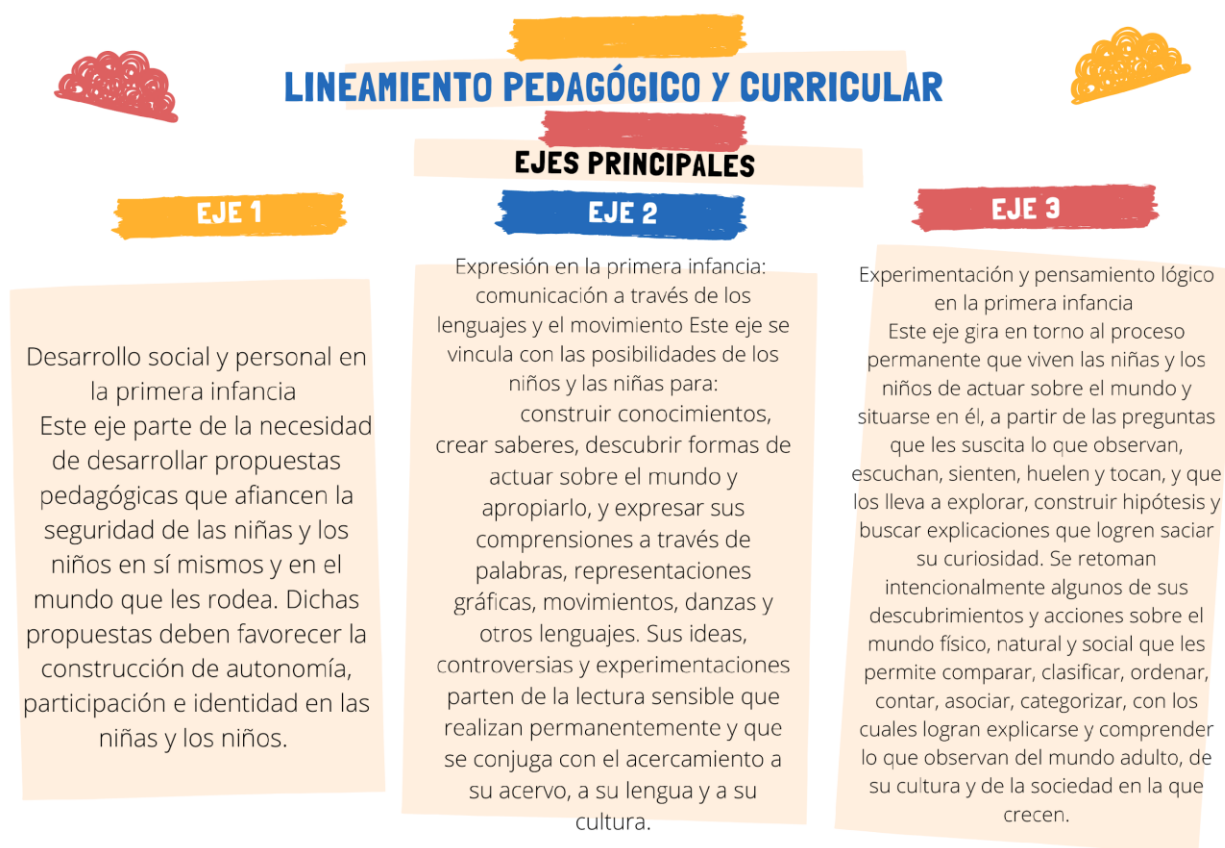 LINEAMIENTO PEDAGÓGICO Y CURRICULAR
EJES PRINCIPALES
EJE 1
Desarrollo social y personal en
la primera infancia
Este eje parte de la necesidad
de desarrollar propuestas
pedagógicas que afiancen la
seguridad de las niñas y los
niños en sí mismos y en el
mundo que les rodea. Dichas
propuestas deben favorecer la
construcción de autonomía,
participación e identidad en las
niñas y los niños.
EJE 2
Expresión en la primera infancia:
comunicación a través de los
lenguajes y el movimiento Este eje se
vincula con las posibilidades de los
niños y las niñas para:
construir conocimientos,
crear saberes, descubrir formas de
actuar sobre el mundo y
apropiarlo, y expresar sus
comprensiones a través de
palabras, representaciones
gráficas, movimientos, danzas y
otros lenguajes. Sus ideas,
controversias y experimentaciones
parten de la lectura sensible que
realizan permanentemente y que
se conjuga con el acercamiento a
su acervo, a su lengua y a su
cultura.
EJE 3
Experimentación y pensamiento lógico
en la primera infancia
Este eje gira en torno al proceso
permanente que viven las niñas y los
niños de actuar sobre el mundo y
situarse en él, a partir de las preguntas
que les suscita lo que observan,
escuchan, sienten, huelen y tocan, y que
los lleva a explorar, construir hipótesis y
buscar explicaciones que logren saciar
su curiosidad. Se retoman
intencionalmente algunos de sus
descubrimientos y acciones sobre el
mundo físico, natural y social que les
permite comparar, clasificar, ordenar,
contar, asociar, categorizar, con los
cuales logran explicarse y comprender
lo que observan del mundo adulto, de
su cultura y de la sociedad en la que
crecen.